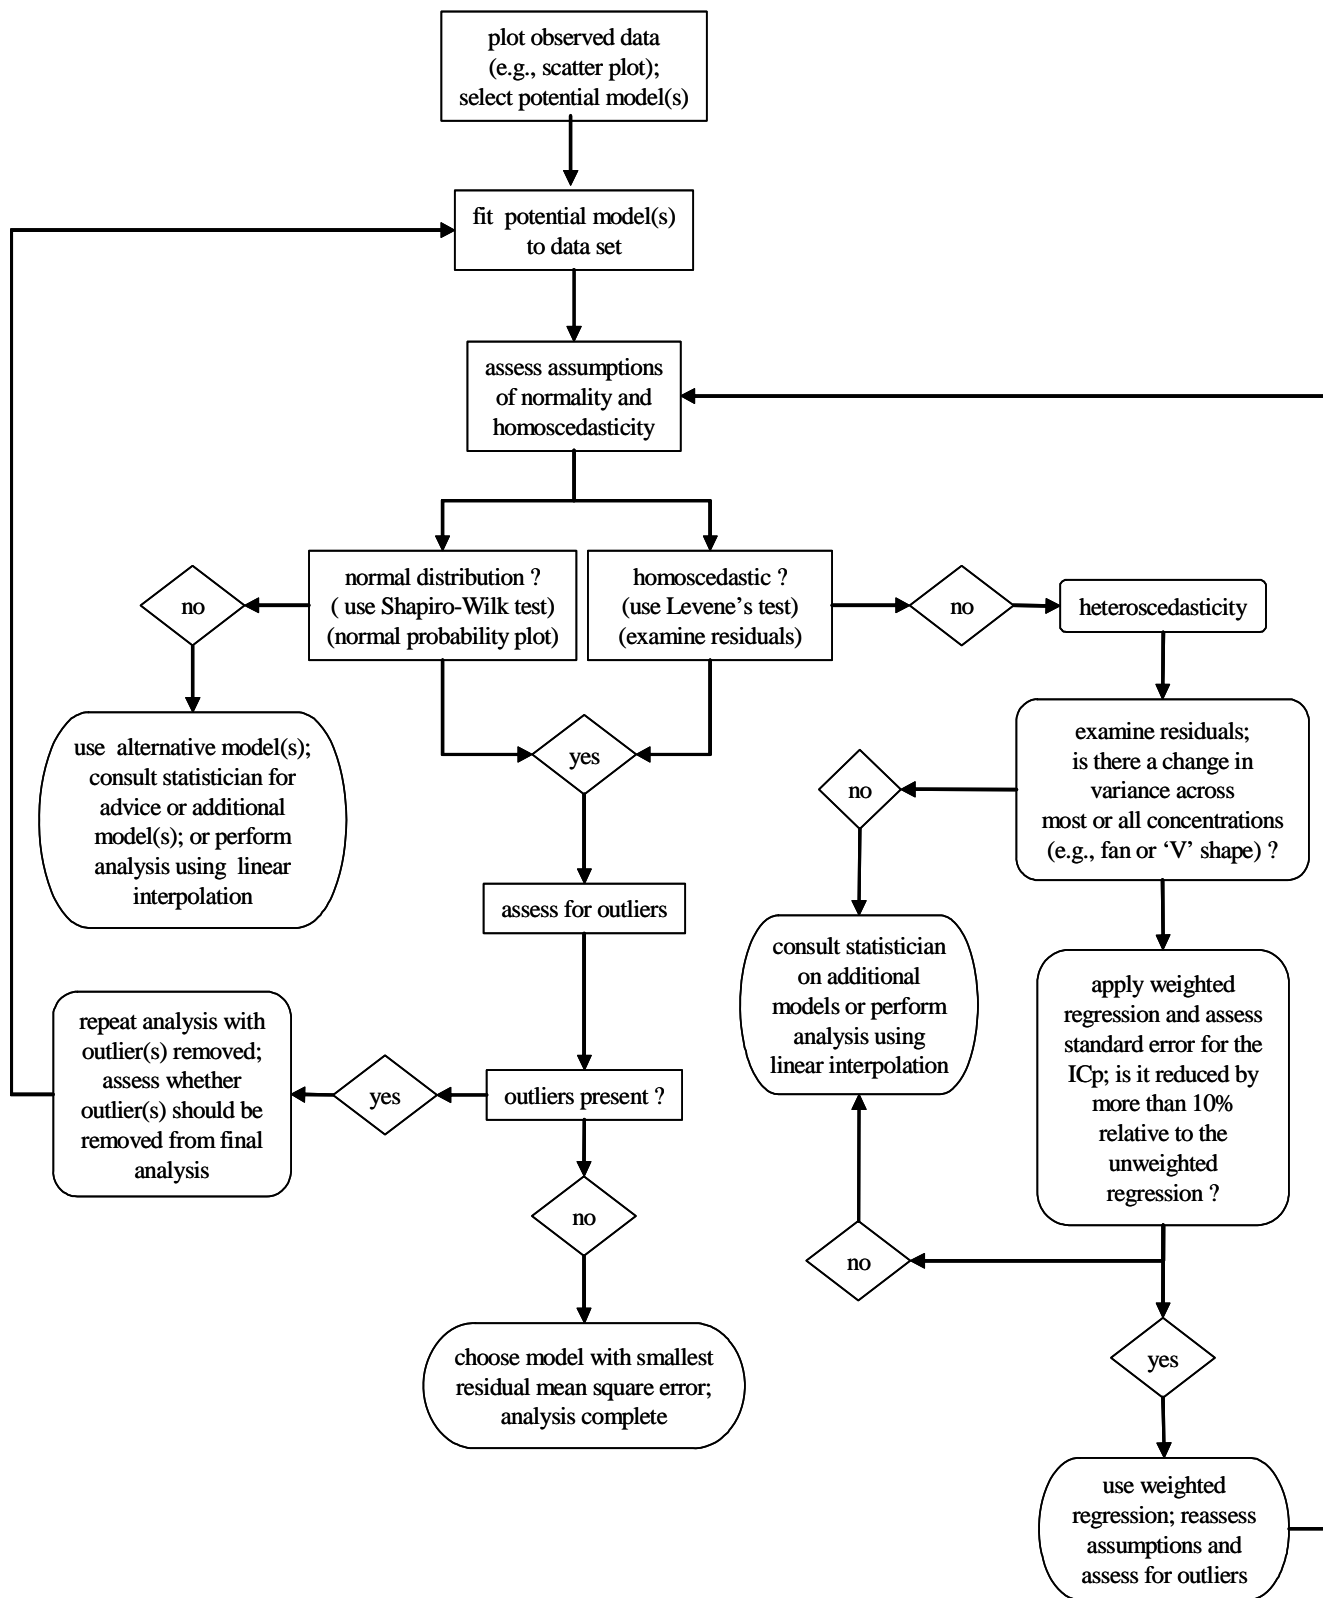 plot observed data
(e.g., scatter plot);
select potential model(s)
fit potential model(s)
to data set
assess assumptions
of normality and
homoscedasticity
no
normal distribution ?
( use Shapiro-Wilk test)
(normal probability plot)
homoscedastic ?
(use Levene's test)
(examine residuals)
no
heteroscedasticity
use alternative model(s);
consult statistician for
advice or additional
model(s); or perform
analysis using linear
interpolation
yes
no
examine residuals;
is there a change in
variance across
most or all concentrations
(e.g., fan or ‘V’ shape) ?
assess for outliers
consult statistician
on additional
models or perform
analysis using
linear interpolation
apply weighted
regression and assess
standard error for the
ICp; is it reduced by
more than 10%
relative to the
unweighted
regression ?
repeat analysis with
outlier(s) removed;
assess whether
outlier(s) should be
removed from final
analysis
yes
outliers present ?
no
no
yes
choose model with smallest
residual mean square error;
analysis complete
use weighted
regression; reassess
assumptions and
assess for outliers